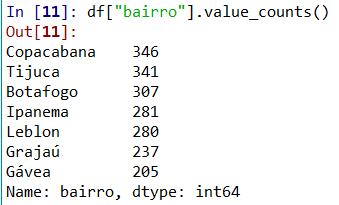 In [11]: df["bairro"].value_counts()
Out[11]:
Copacabana    346
Tijuca        341
Botafogo      307
Ipanema       281
Leblon        280
Grajaú        237
Gávea         205
Name: bairro, dtype: int64